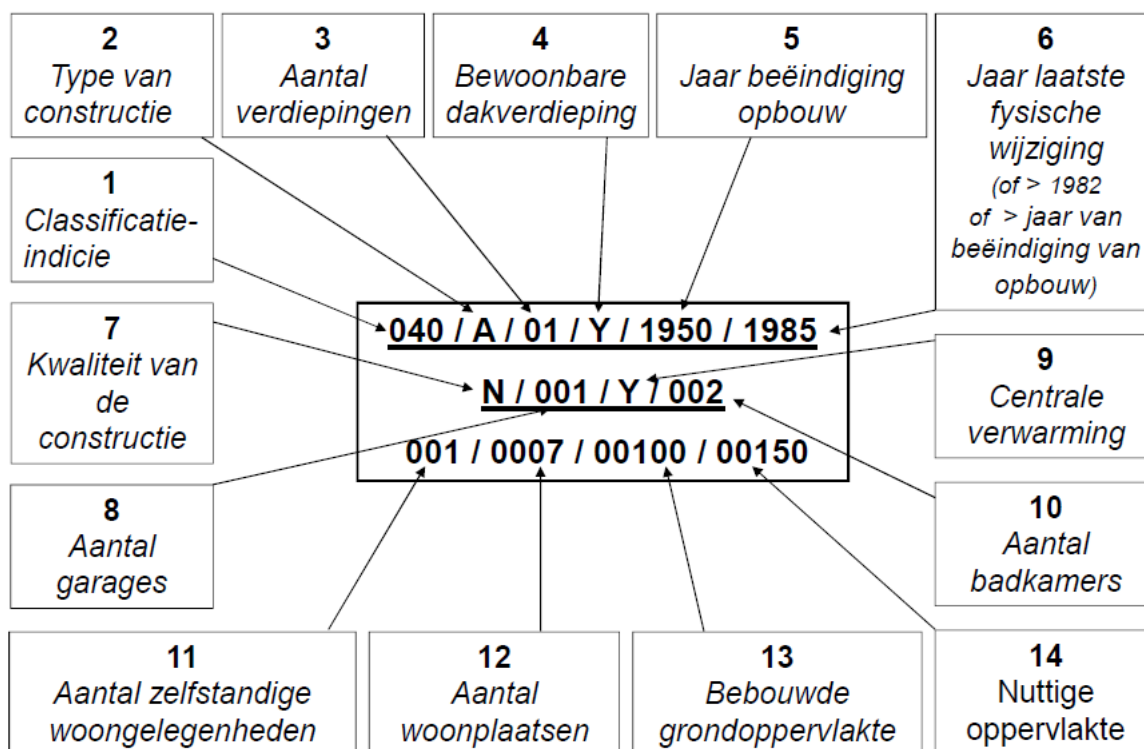 2
Type van
constructie
3
Aantal
verdiepingen
4
Bewoonbare
dakverdieping
5
Jaar beëindiging
opbouw
6
Jaar laatste
fysische
wijziging
(of > 1982
of > jaar van
beëindiging van
opbouw)
1
Classificatie-
indicie
7
Kwaliteit van
de
constructie
040 / A / 01 / Y / 1950 / 1985
N / 001 / Y / 002
001 / 0007 / 00100 / 00150
9
Centrale
verwarming
8
Aantal
garages
10
Aantal
badkamers
11
Aantal zelfstandige
woongelegenheden
12
Aantal
woonplaatsen
13
Bebouwde
grondoppervlakte
14
Nuttige
oppervlakte